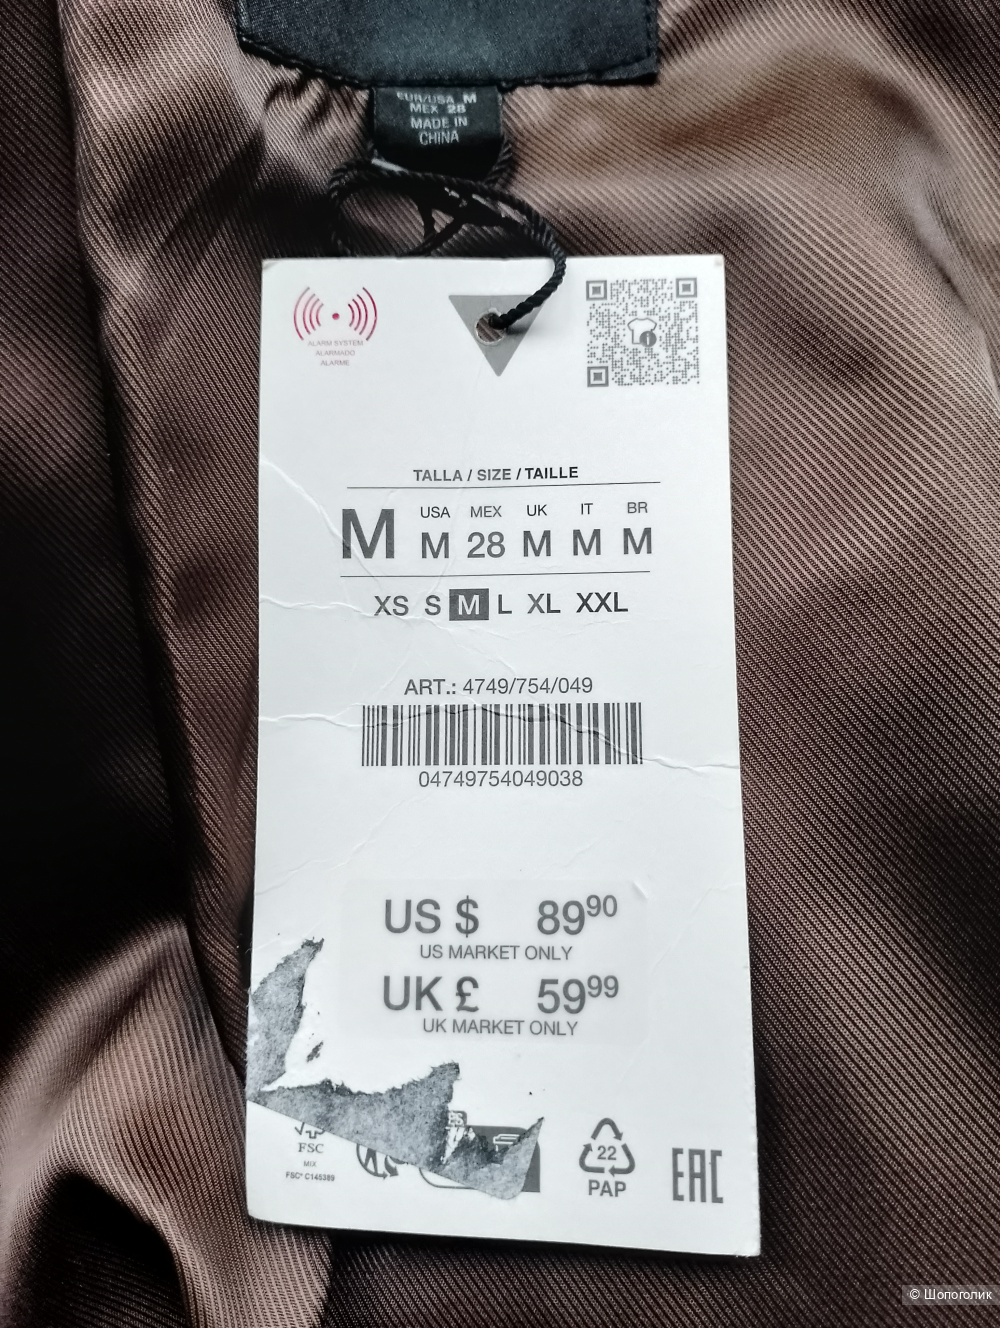 EUR/USA M
MEX 28
MADE IN
CHINA
ALARM SYSTEM
ALARMADO
ALARME
TALLA / SIZE / TAILLE
M
USA MEX UK IT BR
M 28 M M M
XS S M L XL XXL
ART.: 4749/754/049
04749754049038
US $ 89 90
US MARKET ONLY
UK £ 59 99
UK MARKET ONLY
FSC
MIX
FSC® C145389
22
PAP
EAC
© Шопоголик